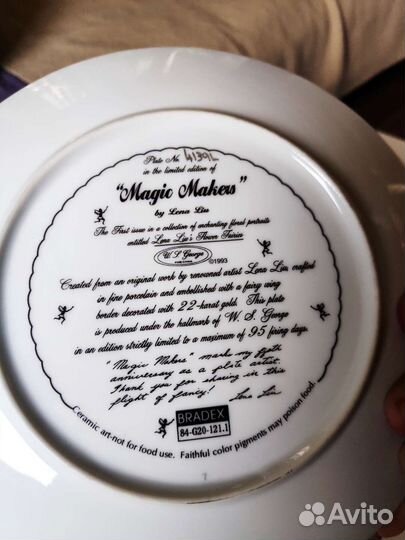 Plate No. 4139L
in the limited edition of
"Magic Makers"
by Lena Liu
The First issue in a collection of enchanting floral portraits
entitled Lena Liu's Flower Fairies
W. S. George
©1993
Created from an original work by renowned artist Lena Liu, crafted
in fine porcelain and embellished with a fairy wing
border decorated with 22-karat gold. This plate
is produced under the hallmark of W. S. George
in an edition strictly limited to a maximum of 95 firing days.
"Magic Makers" marks my fifth
anniversary as a plate artist.
Thank you for sharing in this
flight of fancy!
Lena Liu
BRADEX
84-G20-121.1
Ceramic art-not for food use. Faithful color pigments may poison food.
Avito